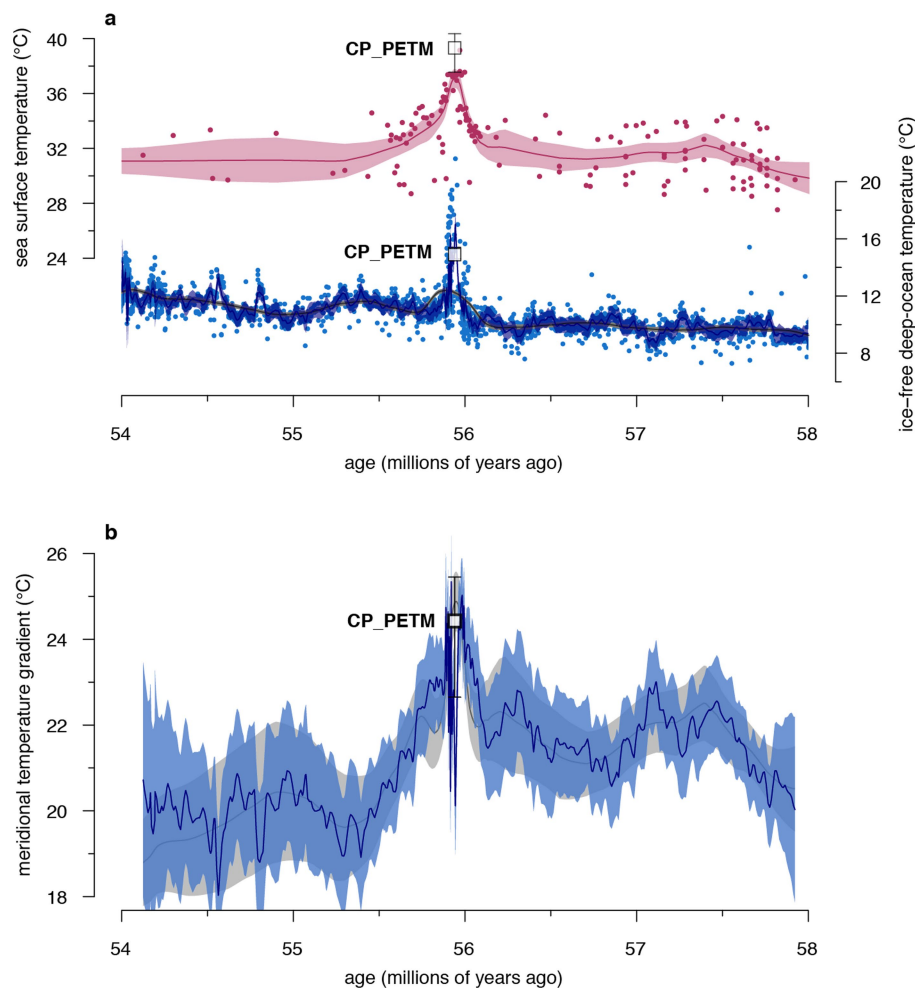 a
sea surface temperature (°C)
40
36
32
28
24
CP_PETM
CP_PETM
20
16
12
8
ice−free deep−ocean temperature (°C)
54
55
56
57
58
age (millions of years ago)
b
meridional temperature gradient (°C)
26
24
22
20
18
CP_PETM
54
55
56
57
58
age (millions of years ago)